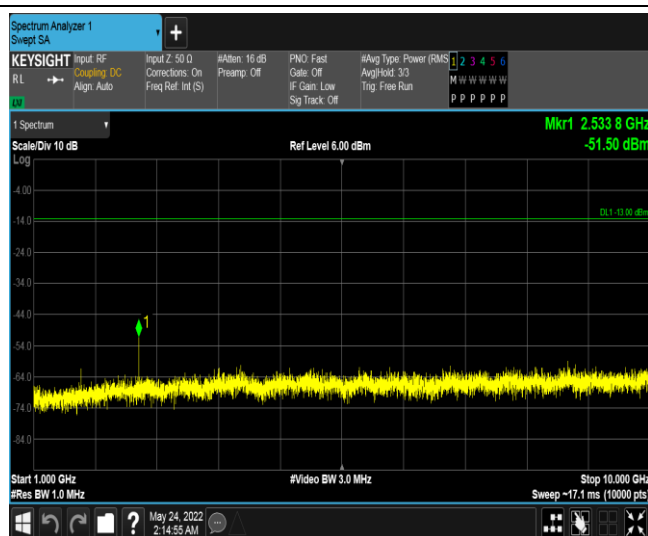 Spectrum Analyzer 1
Swept SA
+
KEYSIGHT Input: RF Input Z: 50 Ω #Atten: 16 dB PNO: Fast #Avg Type: Power (RMS 1 2 3 4 5 6
RL Coupling: DC Corrections: On Preamp: Off Gate: Off Avg|Hold: 3/3 M W W W W W
Align: Auto Freq Ref: Int (S) IF Gain: Low Trig: Free Run
LXI Sig Track: Off P P P P P P
1 Spectrum
Mkr1 2.533 8 GHz
Scale/Div 10 dB Ref Level 6.00 dBm -51.50 dBm
Log
-4.00
DL1 -13.00 dBm
-14.0
-24.0
-34.0
-44.0
1
-54.0
-64.0
-74.0
-84.0
Start 1.000 GHz #Video BW 3.0 MHz Stop 10.000 GHz
#Res BW 1.0 MHz Sweep ~17.1 ms (10000 pts)
? May 24, 2022
2:14:55 AM